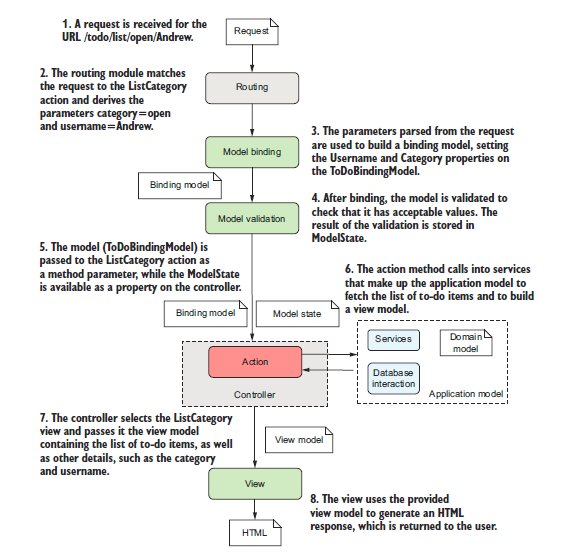 1. A request is received for the
URL /todo/list/open/Andrew.
Request
2. The routing module matches
the request to the ListCategory
action and derives the
parameters category=open
and username=Andrew.
Routing
3. The parameters parsed from the request
are used to build a binding model, setting
the Username and Category properties on
the ToDoBindingModel.
Model binding
Binding model
4. After binding, the model is validated to
check that it has acceptable values. The
result of the validation is stored in
ModelState.
Model validation
5. The model (ToDoBindingModel) is
passed to the ListCategory action as
a method parameter, while the ModelState
is available as a property on the controller.
6. The action method calls into services
that make up the application model to
fetch the list of to-do items and to build
a view model.
Binding model
Model state
Action
Controller
Services
Domain
model
Database
interaction
Application model
7. The controller selects the ListCategory
view and passes it the view model
containing the list of to-do items, as well
as other details, such as the category
and username.
View model
View
8. The view uses the provided
view model to generate an HTML
response, which is returned to the user.
HTML